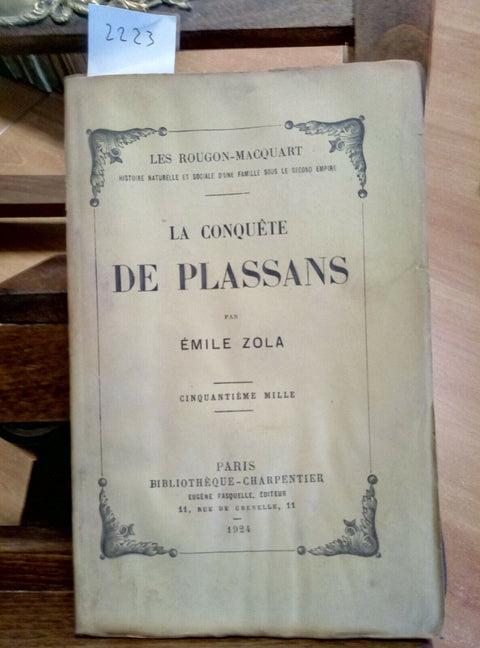 2223
LES ROUGON-MACQUART
HISTOIRE NATURELLE ET SOCIALE D'UNE FAMILLE SOUS LE SECOND EMPIRE
LA CONQUÊTE
DE PLASSANS
PAR
ÉMILE ZOLA
CINQUANTIÈME MILLE
PARIS
BIBLIOTHÈQUE-CHARPENTIER
EUGÈNE FASQUELLE, ÉDITEUR
11, RUE DE GRENELLE, 11
1924